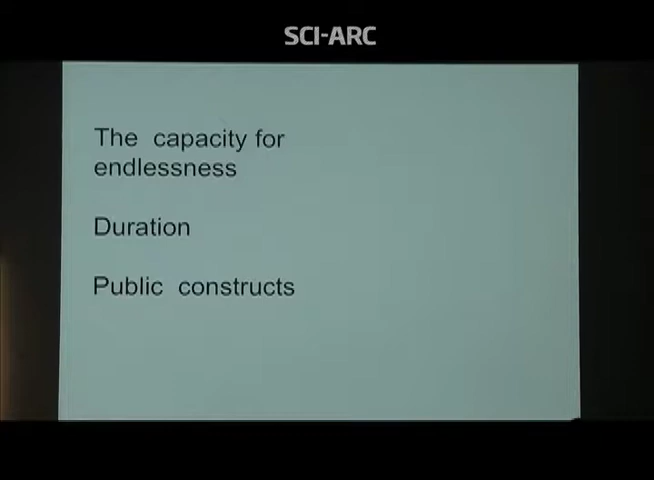 SCI-ARC
The capacity for
endlessness
Duration
Public constructs